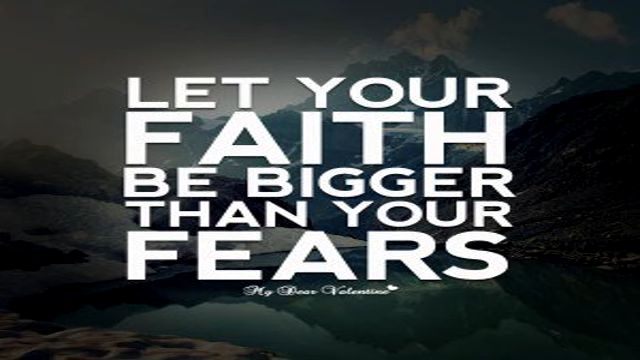 LET YOUR
FAITH
BE BIGGER
THAN YOUR
FEARS
My Dear Valentine